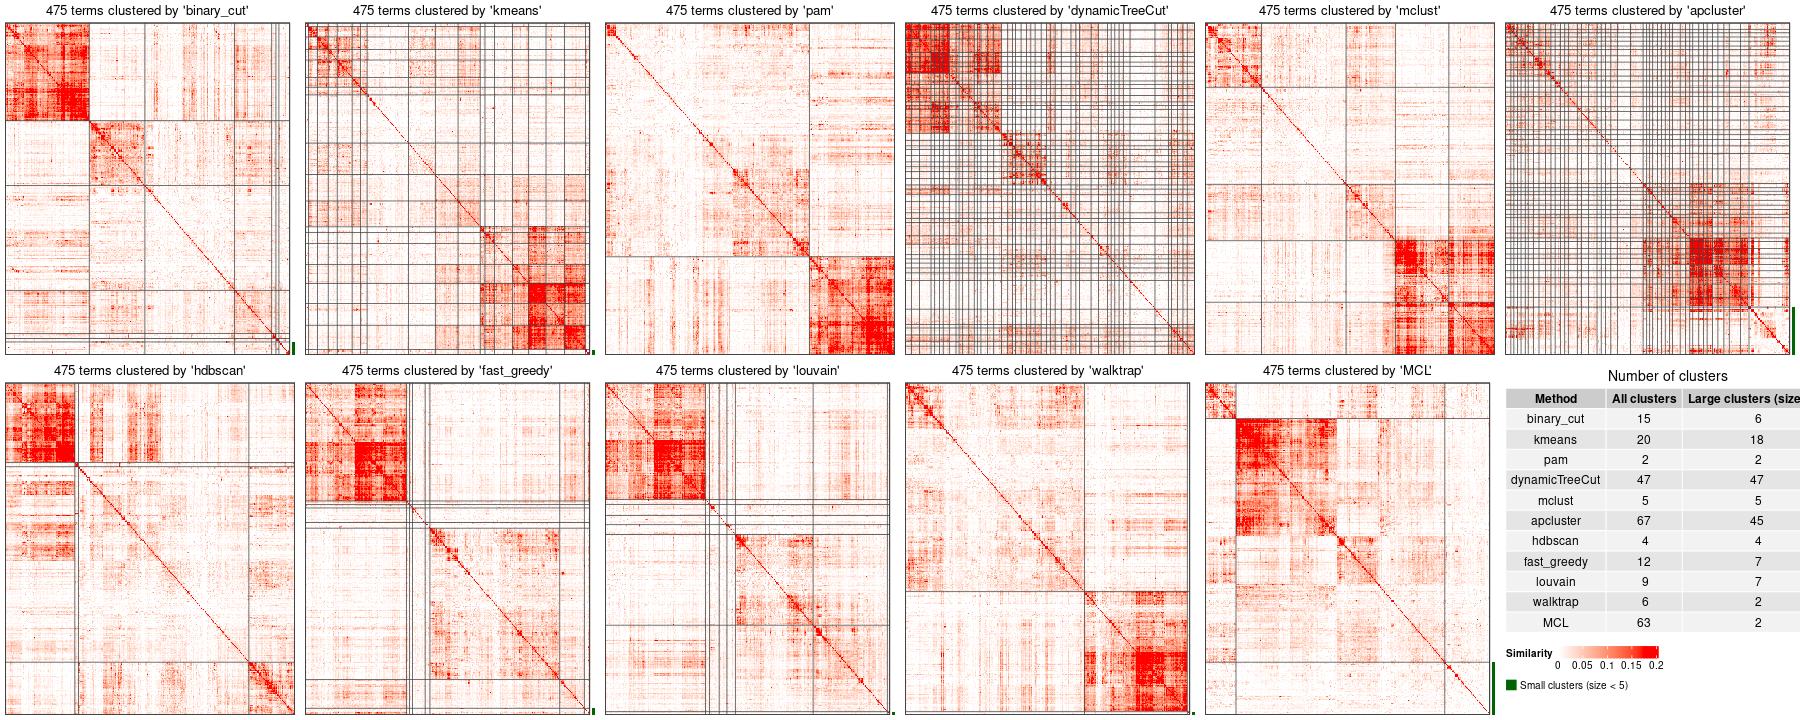 475 terms clustered by 'binary_cut'
475 terms clustered by 'kmeans'
475 terms clustered by 'pam'
475 terms clustered by 'dynamicTreeCut'
475 terms clustered by 'mclust'
475 terms clustered by 'apcluster'
475 terms clustered by 'hdbscan'
475 terms clustered by 'fast_greedy'
475 terms clustered by 'louvain'
475 terms clustered by 'walktrap'
475 terms clustered by 'MCL'
Number of clusters
Method All clusters Large clusters (size
binary_cut 15 6
kmeans 20 18
pam 2 2
dynamicTreeCut 47 47
mclust 5 5
apcluster 67 45
hdbscan 4 4
fast_greedy 12 7
louvain 9 7
walktrap 6 2
MCL 63 2
Similarity
0 0.05 0.1 0.15 0.2
Small clusters (size < 5)